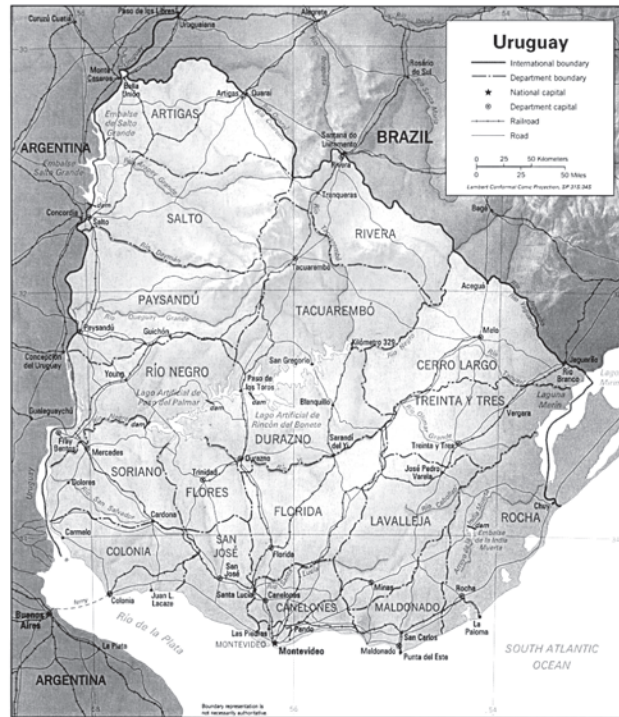 Uruguay
International boundary
Department boundary
National capital
Department capital
Railroad
Road
0 25 50 Kilometers
0 25 50 Miles
Lambert Conformal Conic Projection, SP
Curuzú Cuatiá
Paso de los Libres
Uruguaiana
Alegrete
Rosário do Sul
Monte Caseros
Bella Unión
Artigas
Quaraí
ARTIGAS
Embalse de Salto Grande
Santana do Livramento
Rivera
BRAZIL
ARGENTINA
Embalse Salto Grande
Concordia
dam
Salto
SALTO
Tranqueras
RIVERA
Bagé
Tacuarembó
Aceguá
PAYSANDÚ
TACUAREMBÓ
Paysandú
Guichón
Kilómetro 329
Melo
Concepción del Uruguay
Young
RÍO NEGRO
San Gregorio
CERRO LARGO
Jaguarão
Río Branco
Paso de los Toros
Lago Artificial de Paso del Palmar
dam
Blanquillo
TREINTA Y TRES
Laguna Merín
Gualeguaychú
Lago Artificial de Rincón del Bonete
Vergara
Fray Bentos
Mercedes
DURAZNO
Sarandí del Yí
Treinta y Tres
Durazno
José Pedro Varela
SORIANO
Trinidad
FLORES
Dolores
Cardona
FLORIDA
LAVALLEJA
ROCHA
Chuy
Carmelo
COLONIA
SAN JOSÉ
Florida
dam
Embalse de la India Muerta
San José
Minas
Santa Lucía
Canelones
CANELONES
MALDONADO
Rocha
Colonia
Juan L. Lacaze
ferry
Buenos Aires
Río de la Plata
Las Piedras
Pando
MONTEVIDEO
Montevideo
San Carlos
Maldonado
Punta del Este
La Paloma
La Plata
SOUTH ATLANTIC
OCEAN
ARGENTINA
Boundary representation is
not necessarily authoritative